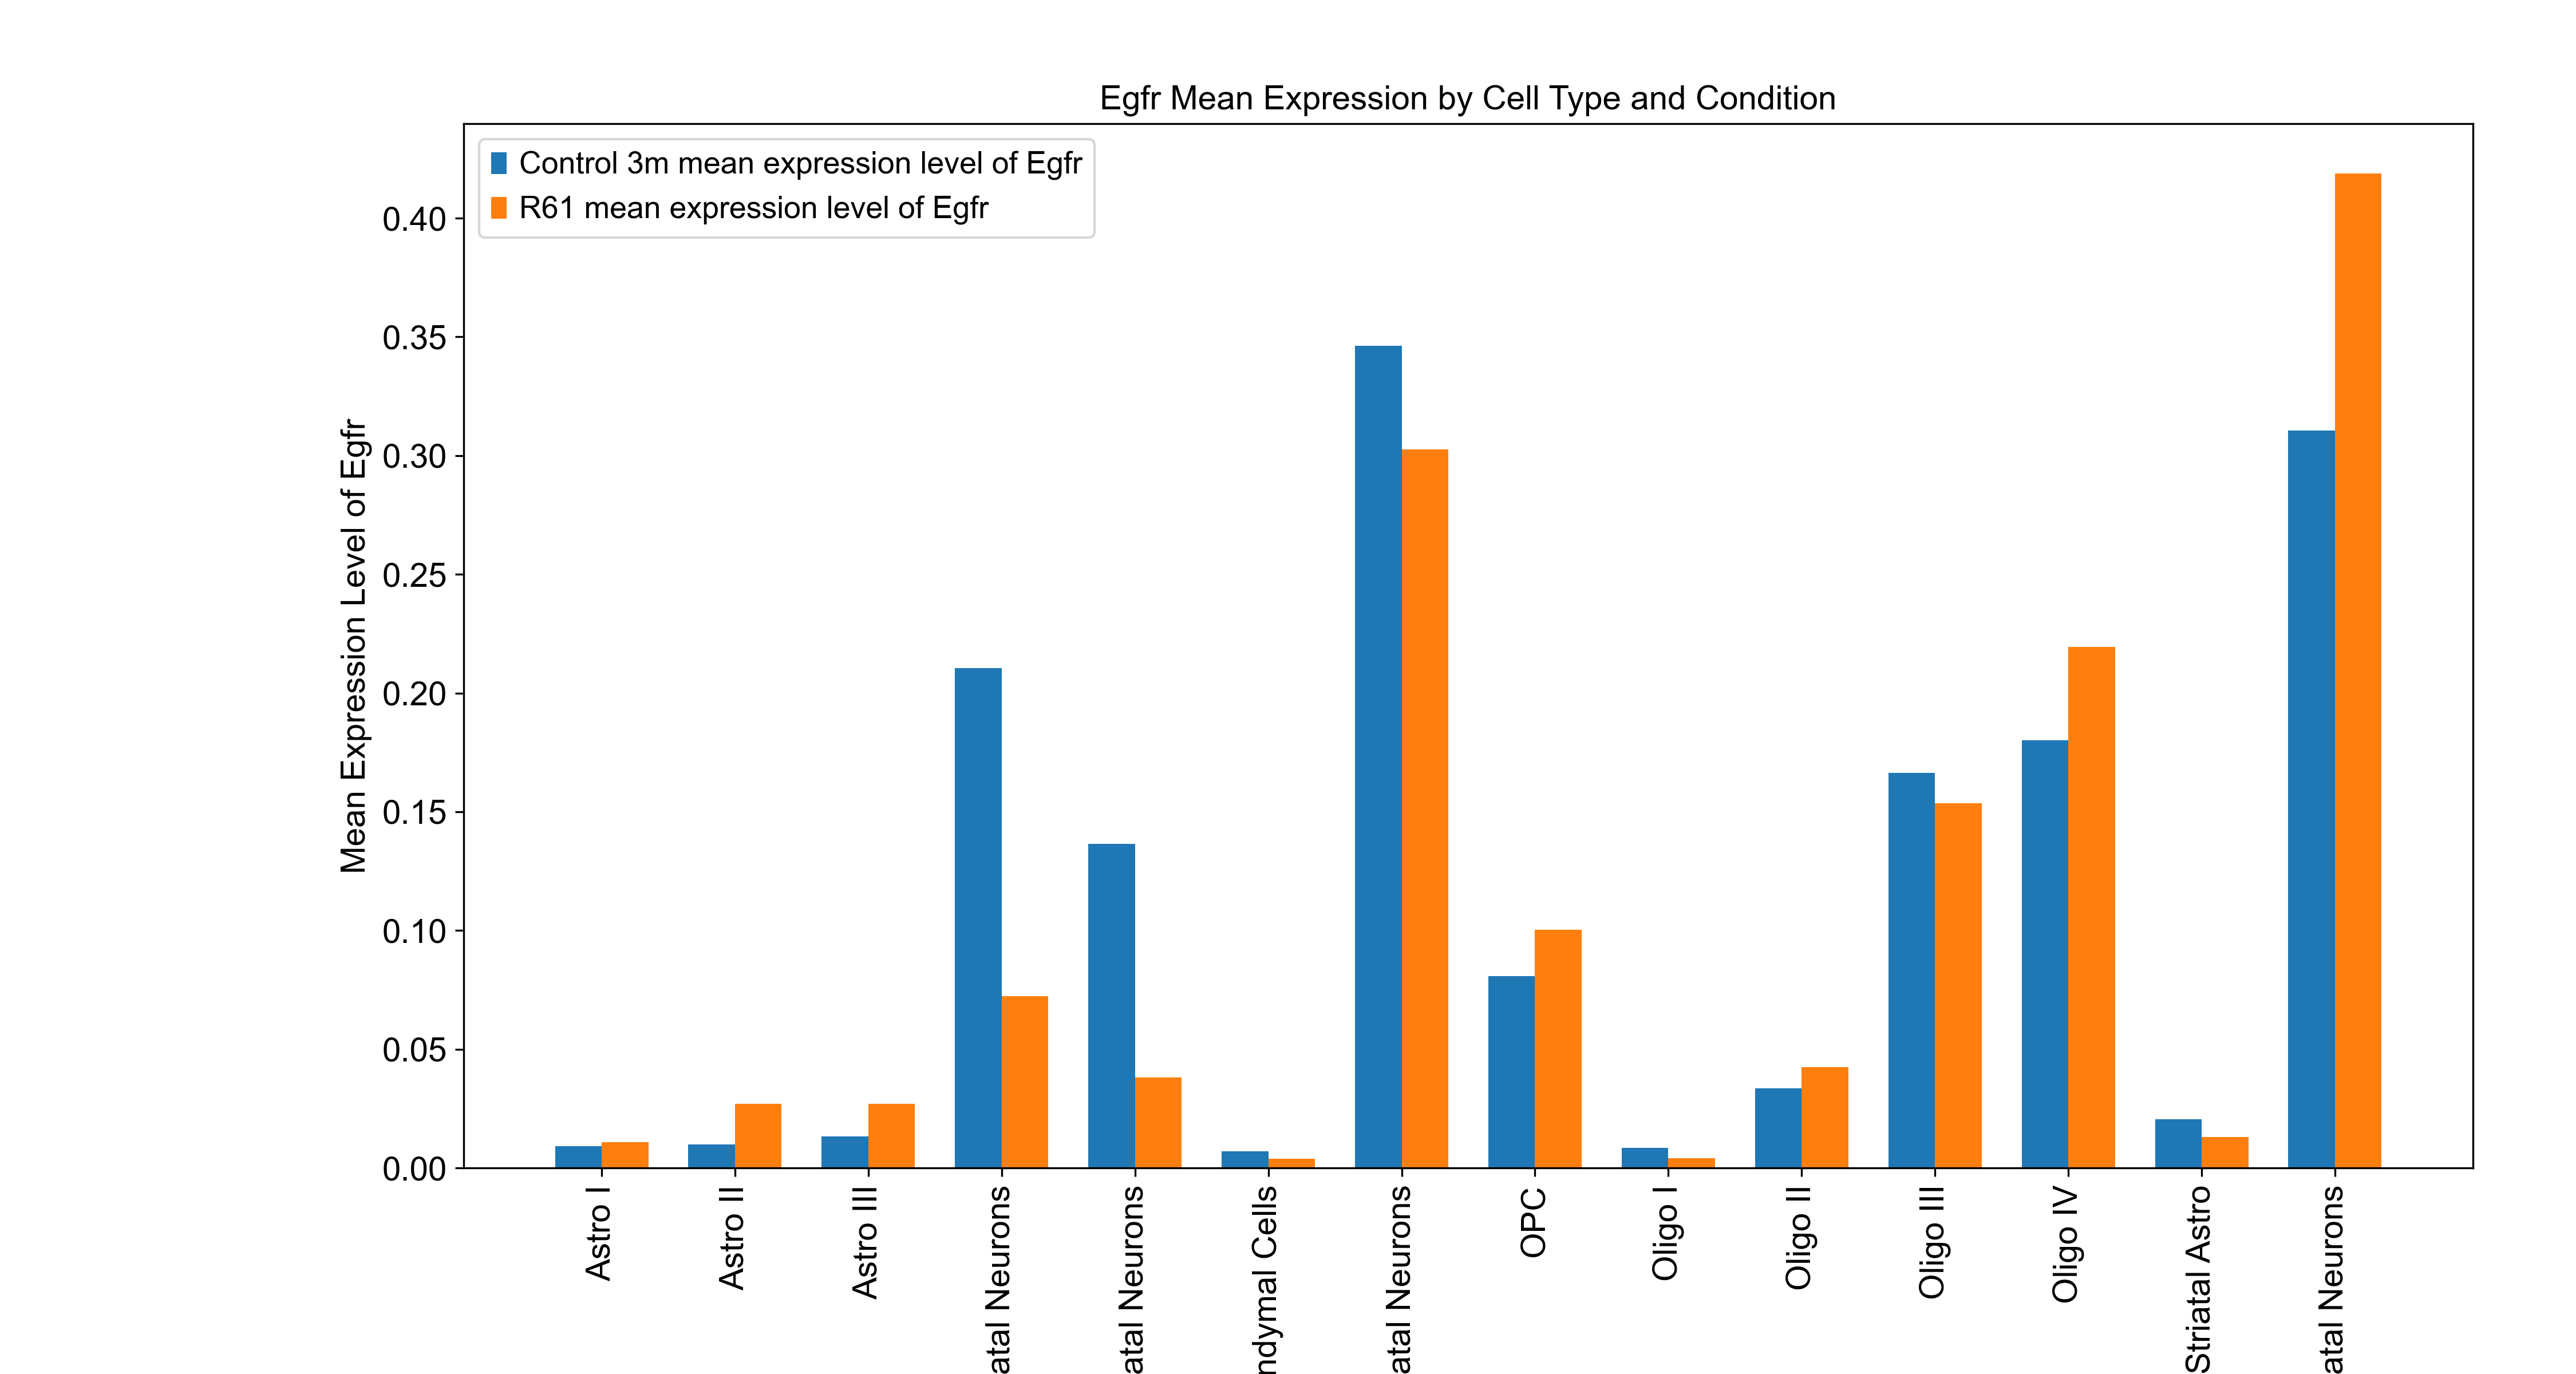 Egfr Mean Expression by Cell Type and Condition
Control 3m mean expression level of Egfr
R61 mean expression level of Egfr
Mean Expression Level of Egfr
0.40
0.35
0.30
0.25
0.20
0.15
0.10
0.05
0.00
Astro I
Astro II
Astro III
atal Neurons
atal Neurons
ndymal Cells
atal Neurons
OPC
Oligo I
Oligo II
Oligo III
Oligo IV
Striatal Astro
atal Neurons